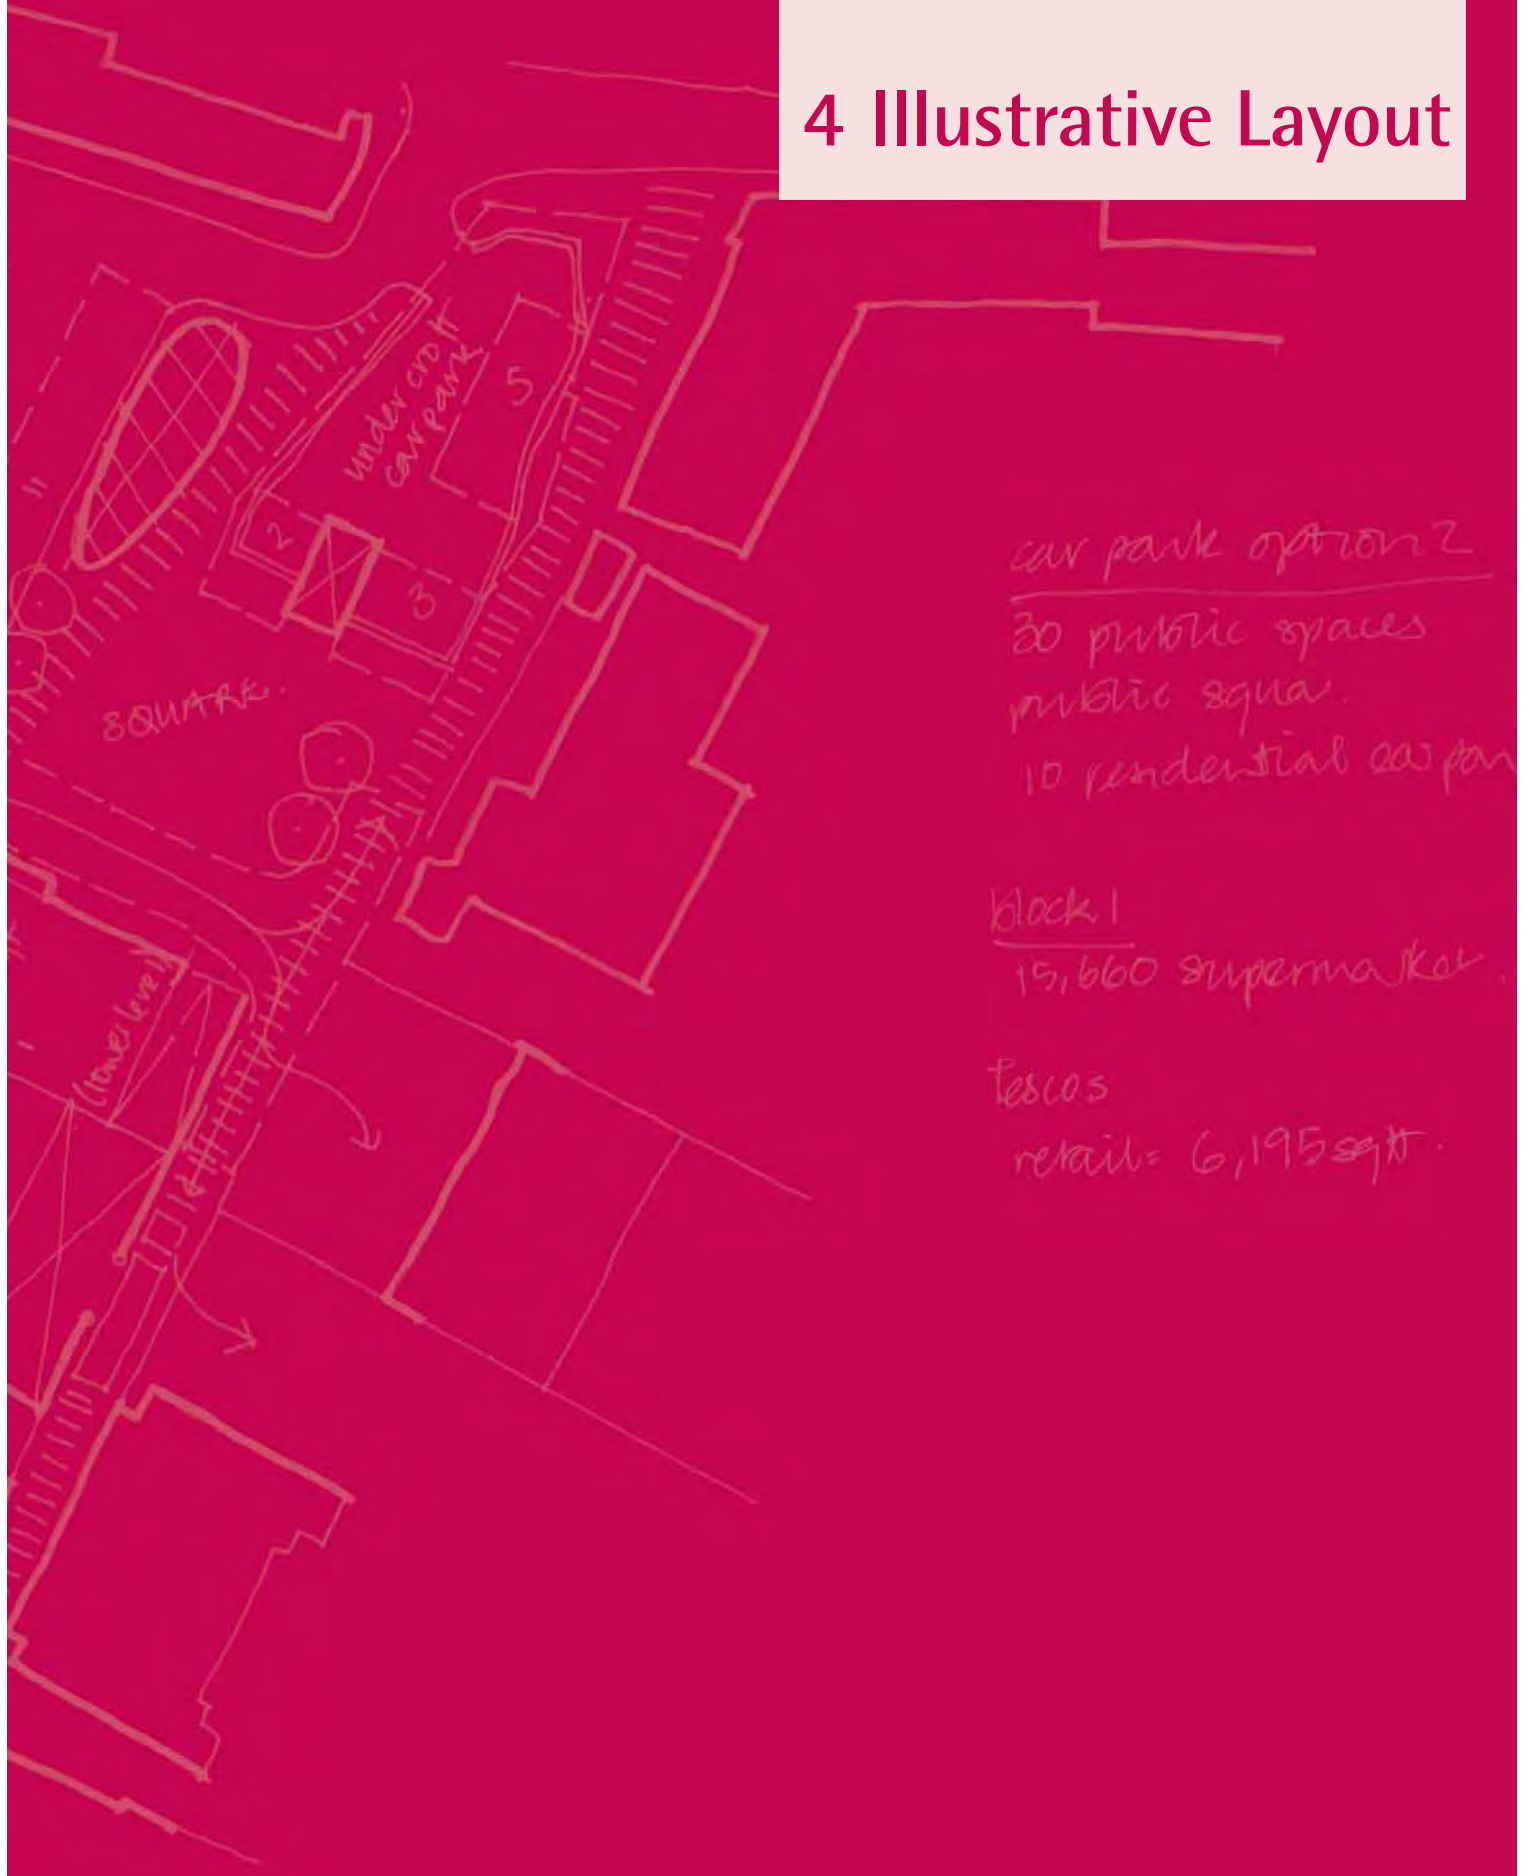 4 Illustrative Layout
under croft
car park
5
2
3
SQUARE.
(lower level)
car park option 2
30 public spaces
public squa.
10 residential car par
block 1
15,660 supermarket.
tescos
retail = 6,195 sqft.